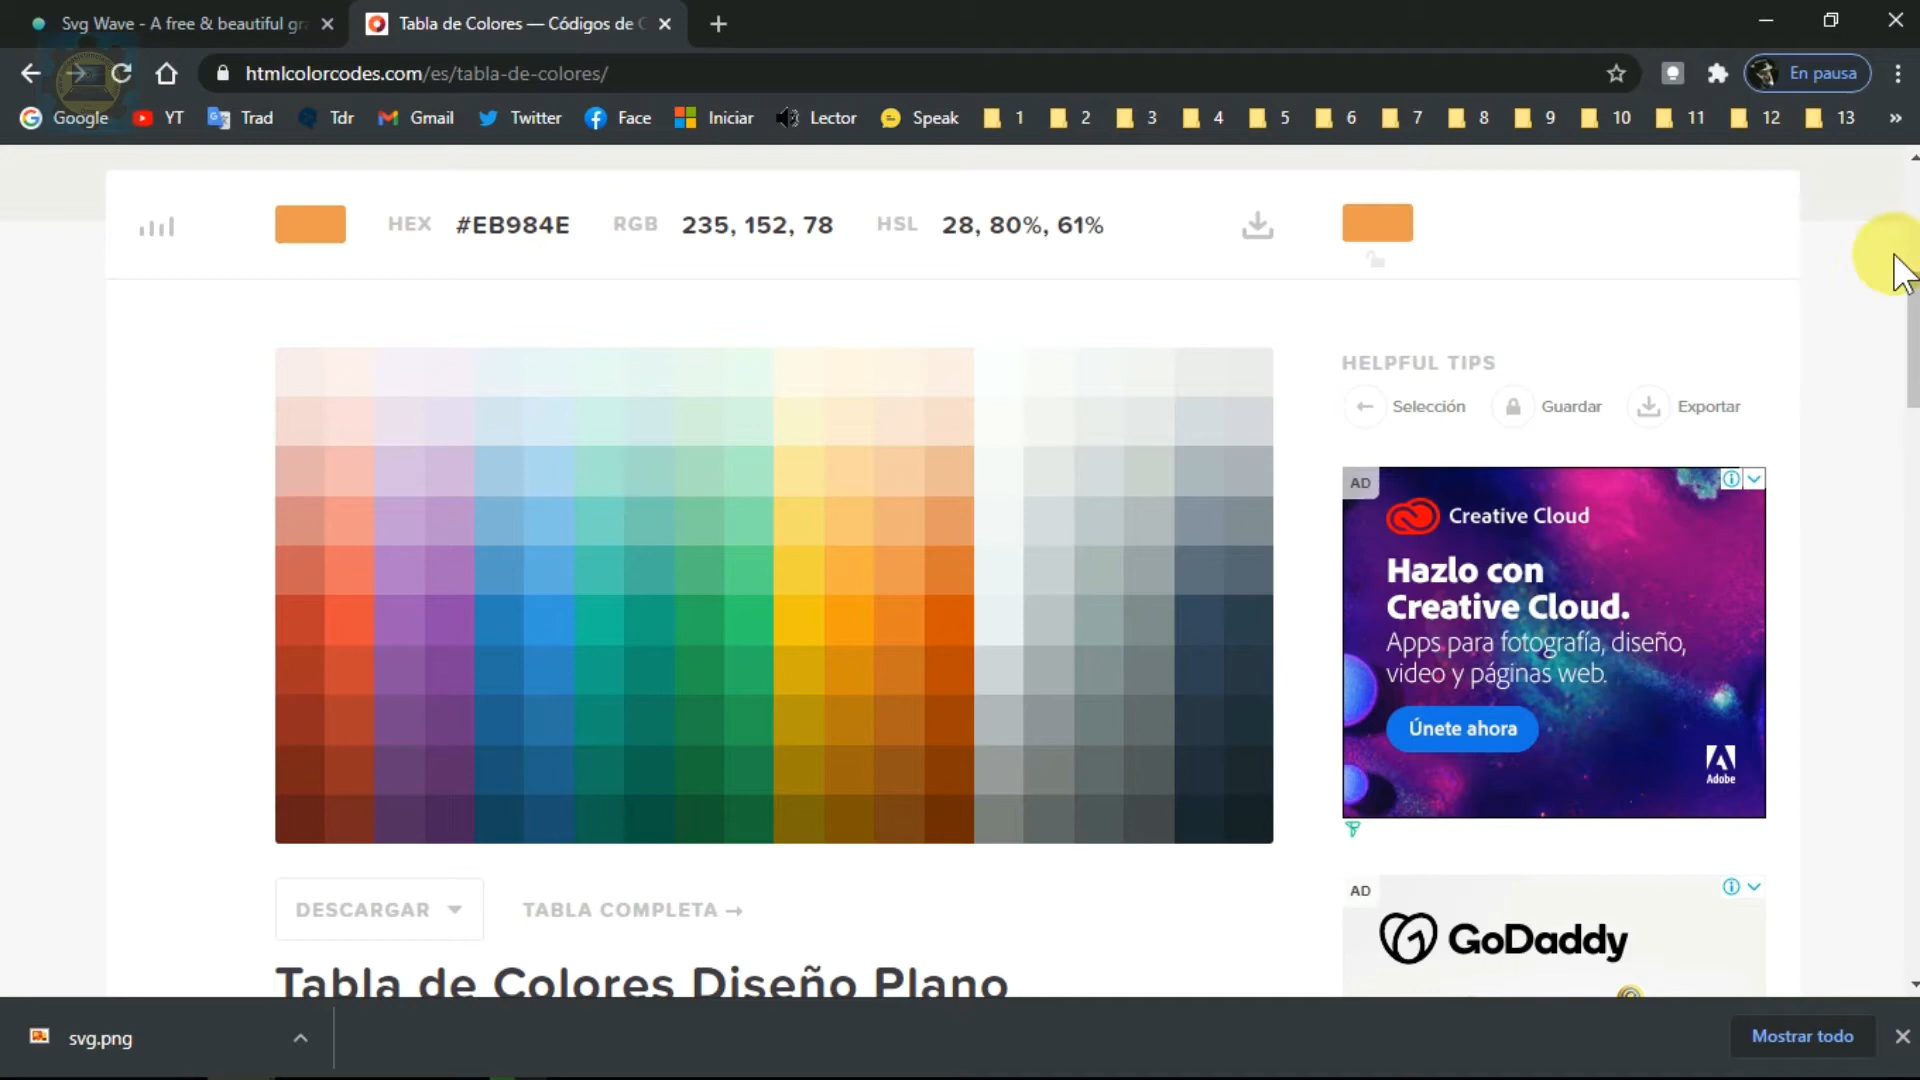 Svg Wave - A free & beautiful gr
Tabla de Colores — Códigos de C
htmlcolorcodes.com/es/tabla-de-colores/
En pausa
Google YT Trad Tdr Gmail Twitter Face Iniciar Lector Speak 1 2 3 4 5 6 7 8 9 10 11 12 13 »
HEX #EB984E RGB 235, 152, 78 HSL 28, 80%, 61%
HELPFUL TIPS
Selección Guardar Exportar
AD
Creative Cloud
Hazlo con
Creative Cloud.
Apps para fotografía, diseño,
video y páginas web.
Únete ahora
Adobe
DESCARGAR TABLA COMPLETA →
AD
GoDaddy
Tabla de Colores Diseño Plano
svg.png
Mostrar todo